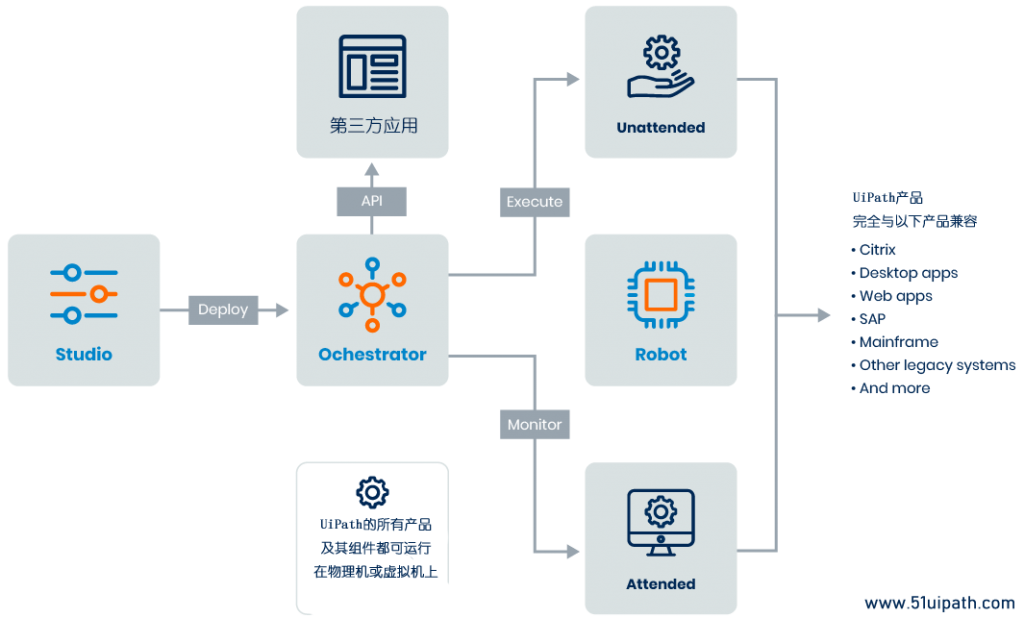 第三方应用
Unattended
API
Execute
UiPath产品
完全与以下产品兼容
• Citrix
• Desktop apps
• Web apps
• SAP
• Mainframe
• Other legacy systems
• And more
Deploy
Studio
Ochestrator
Robot
Monitor
UiPath的所有产品
及其组件都可运行
在物理机或虚拟机上
Attended
www.51uipath.com